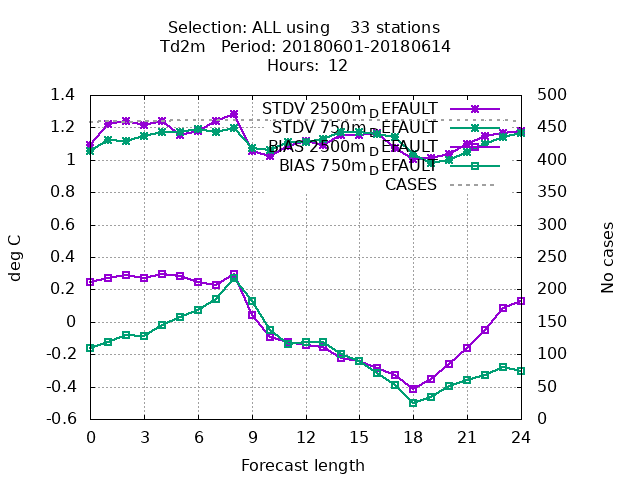 Selection: ALL using    33 stations
Td2m   Period: 20180601-20180614
Hours:  12
1.4
1.2
1
0.8
0.6
0.4
0.2
0
-0.2
-0.4
-0.6
500
450
400
350
300
250
200
150
100
50
0
STDV 2500m_DEFAULT
STDV 750m_DEFAULT
BIAS 2500m_DEFAULT
BIAS 750m_DEFAULT
CASES
deg C
No cases
0 3 6 9 12 15 18 21 24
Forecast length